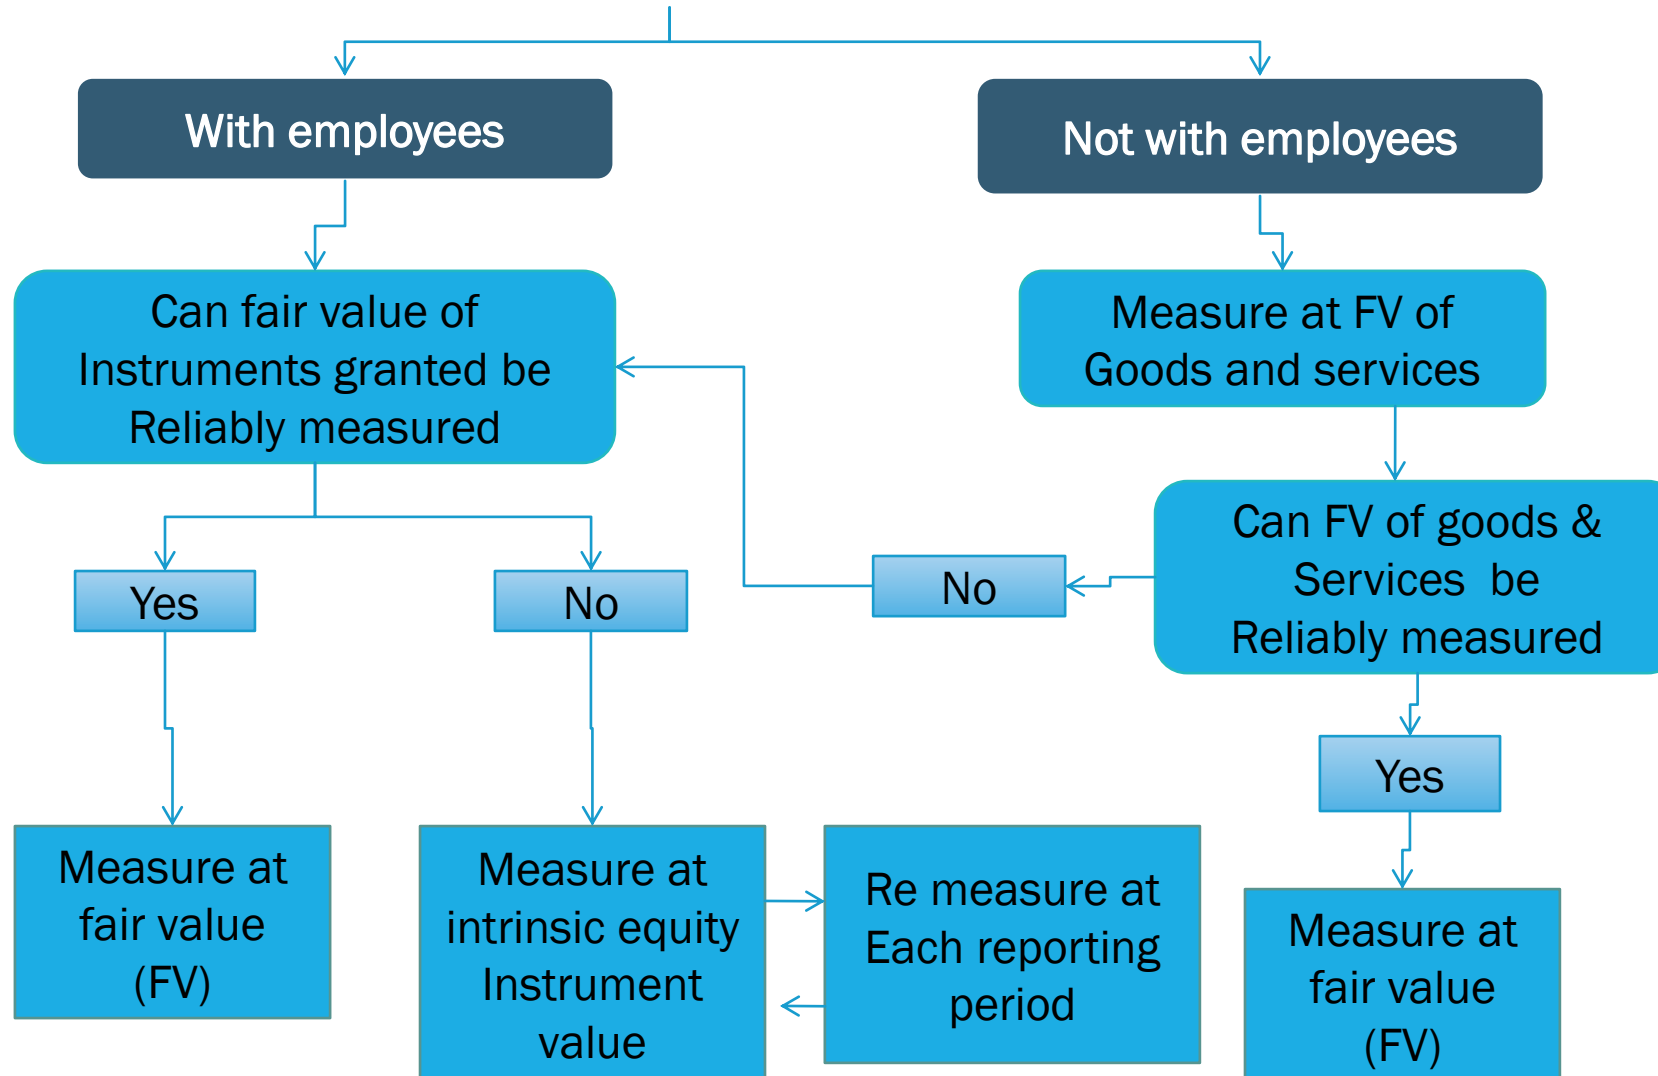 With employees
Not with employees
Can fair value of
Instruments granted be
Reliably measured
Measure at FV of
Goods and services
Can FV of goods &
Services be
Reliably measured
Yes
No
No
Yes
Measure at
fair value
(FV)
Measure at
intrinsic equity
Instrument
value
Re measure at
Each reporting
period
Measure at
fair value
(FV)